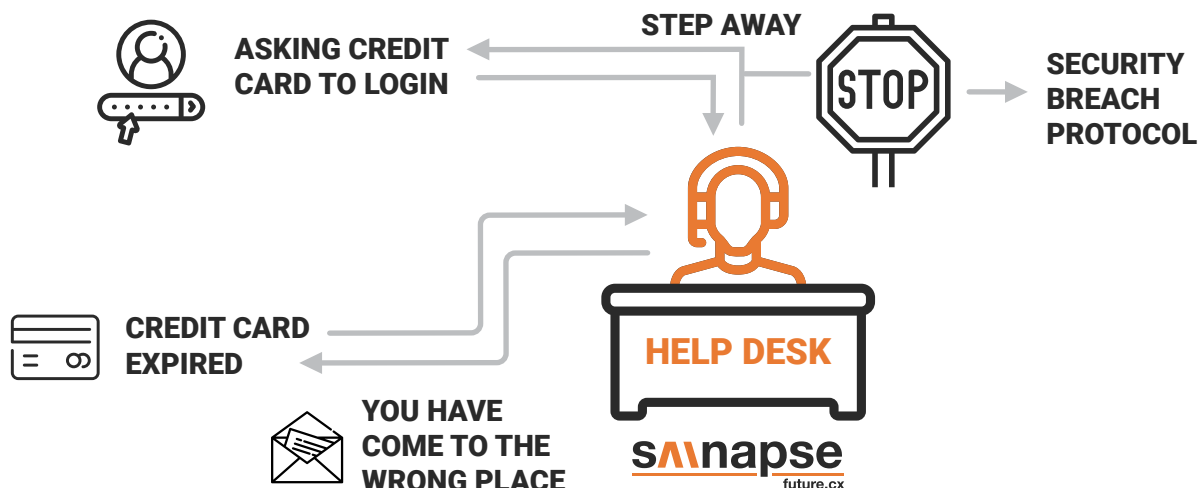 STEP AWAY
ASKING CREDIT
CARD TO LOGIN
STOP
SECURITY
BREACH
PROTOCOL
CREDIT CARD
EXPIRED
HELP DESK
YOU HAVE
COME TO THE
WRONG PLACE
smnapse
future.cx